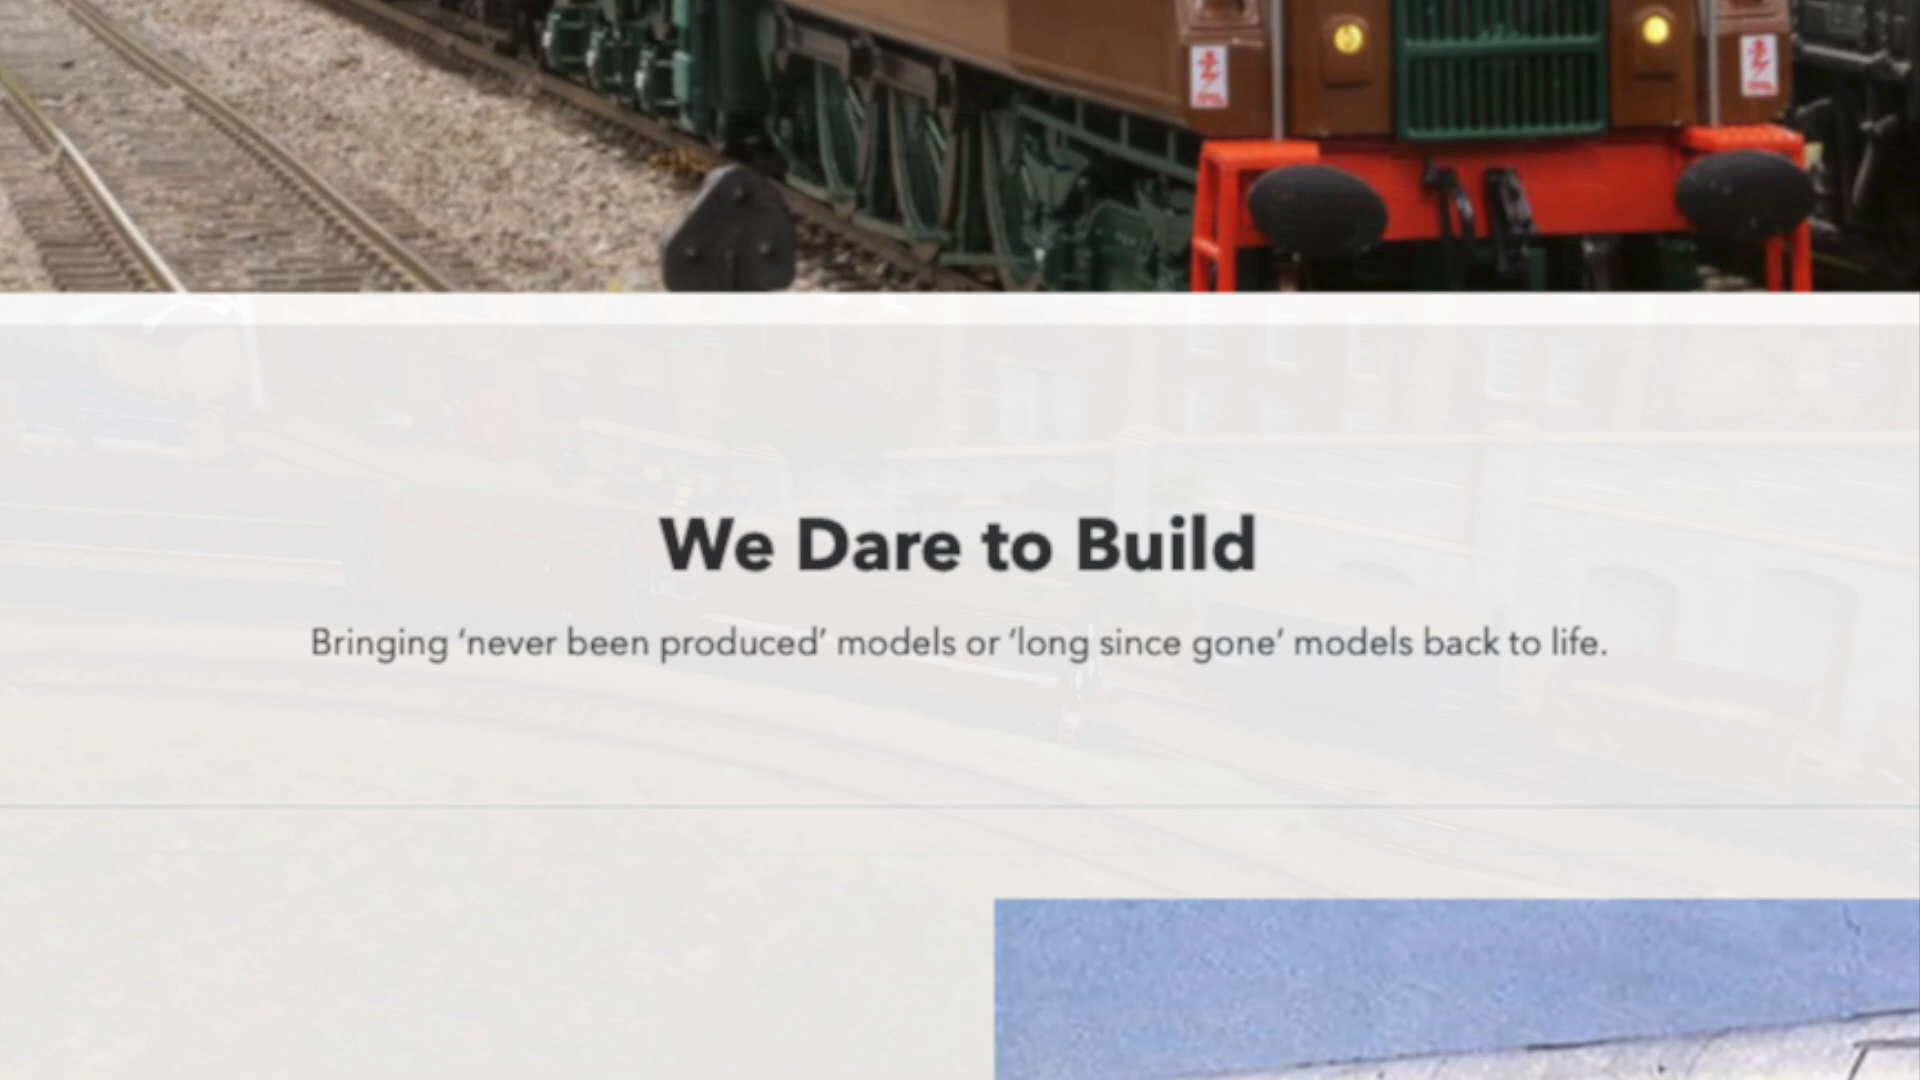 We Dare to Build
Bringing ‘never been produced’ models or ‘long since gone’ models back to life.